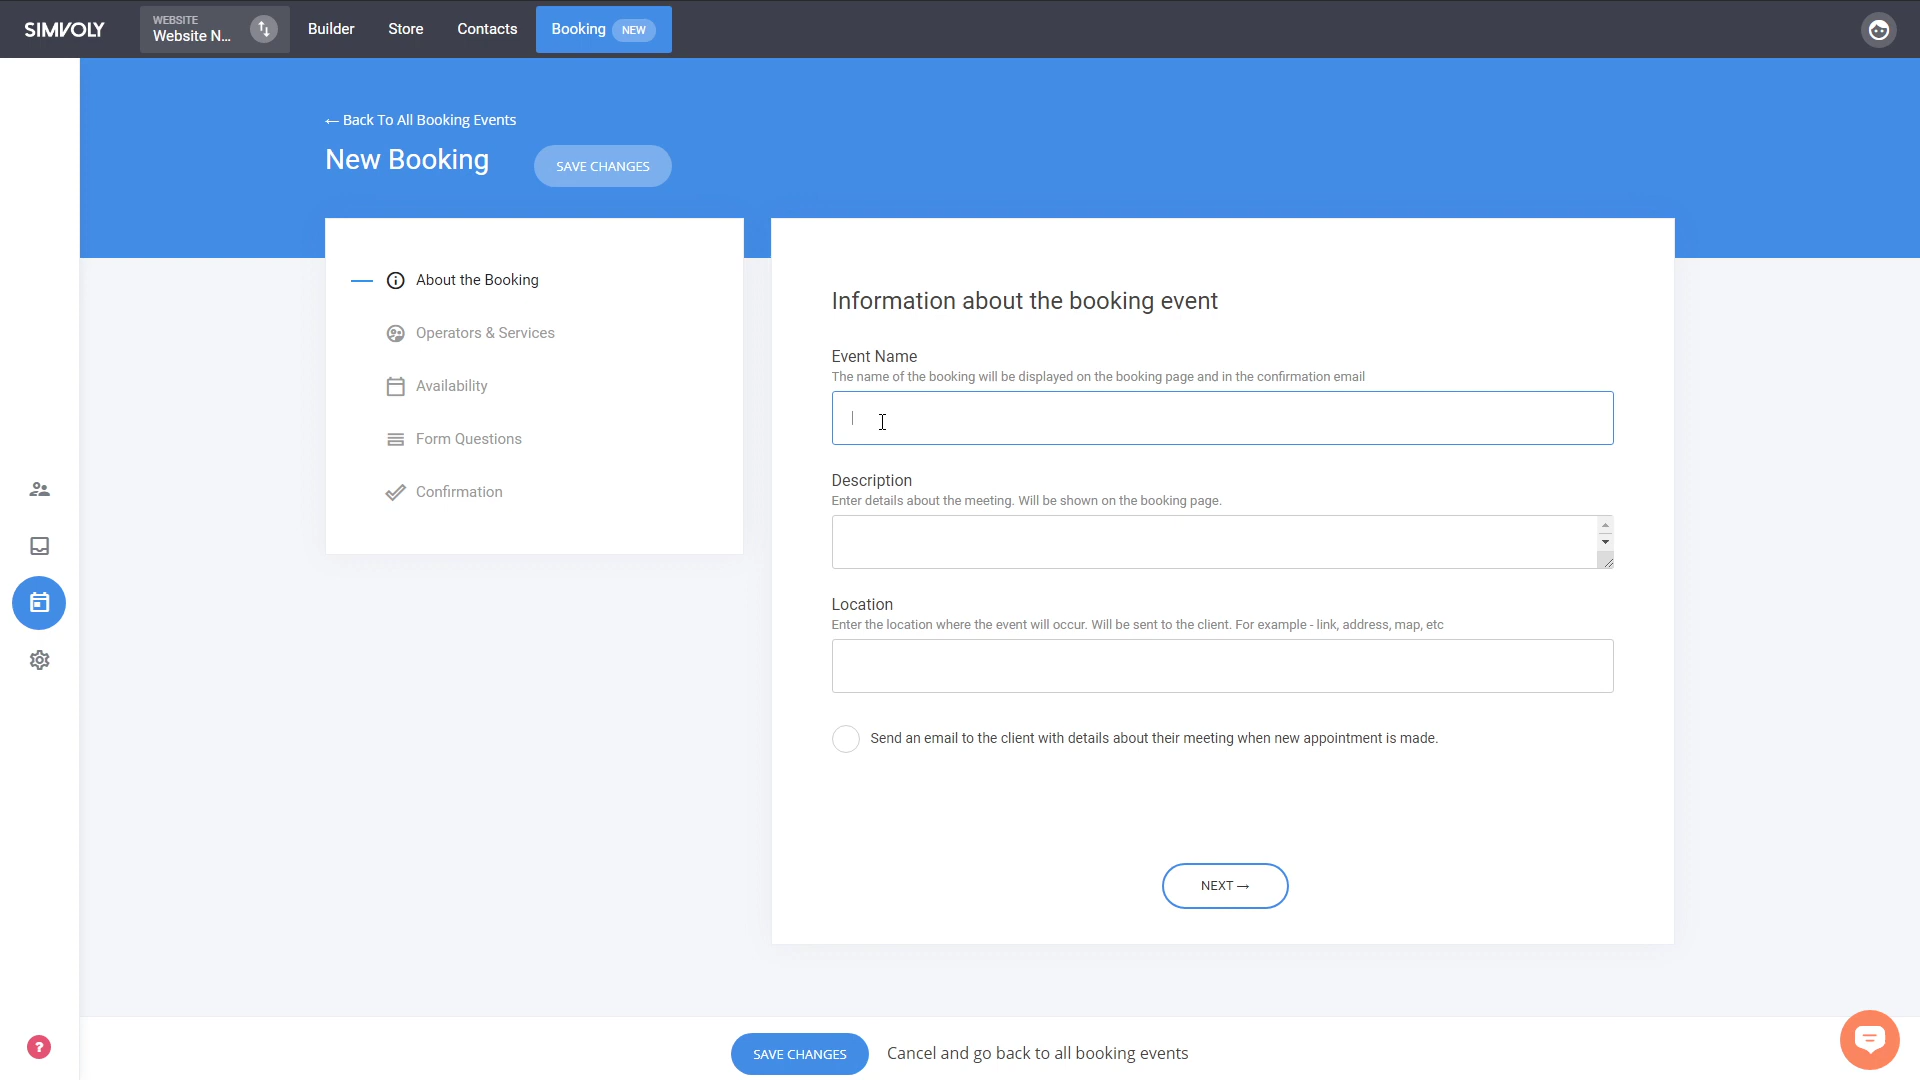 SIMVOLY
WEBSITE
Website N...
Builder
Store
Contacts
Booking NEW
← Back To All Booking Events
New Booking
SAVE CHANGES
About the Booking
Operators & Services
Availability
Form Questions
Confirmation
Information about the booking event
Event Name
The name of the booking will be displayed on the booking page and in the confirmation email
Description
Enter details about the meeting. Will be shown on the booking page.
Location
Enter the location where the event will occur. Will be sent to the client. For example - link, address, map, etc
Send an email to the client with details about their meeting when new appointment is made.
NEXT →
?
SAVE CHANGES
Cancel and go back to all booking events